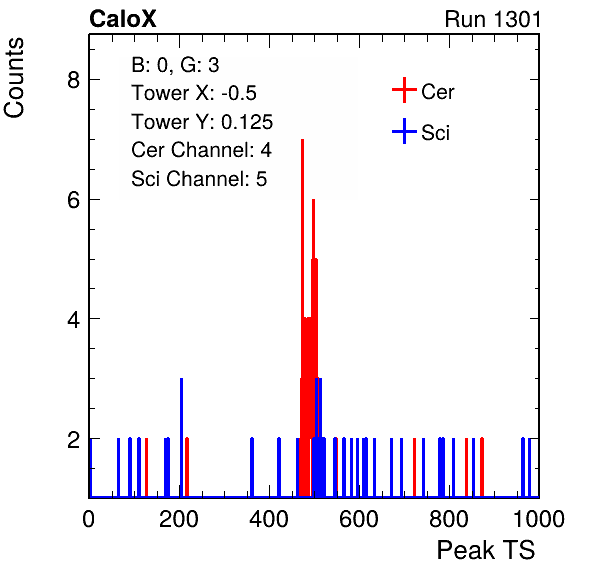 CaloX Run 1301
Counts
B: 0, G: 3
Tower X: -0.5
Tower Y: 0.125
Cer Channel: 4
Sci Channel: 5
Cer
Sci
8
6
4
2
0 200 400 600 800 1000
Peak TS